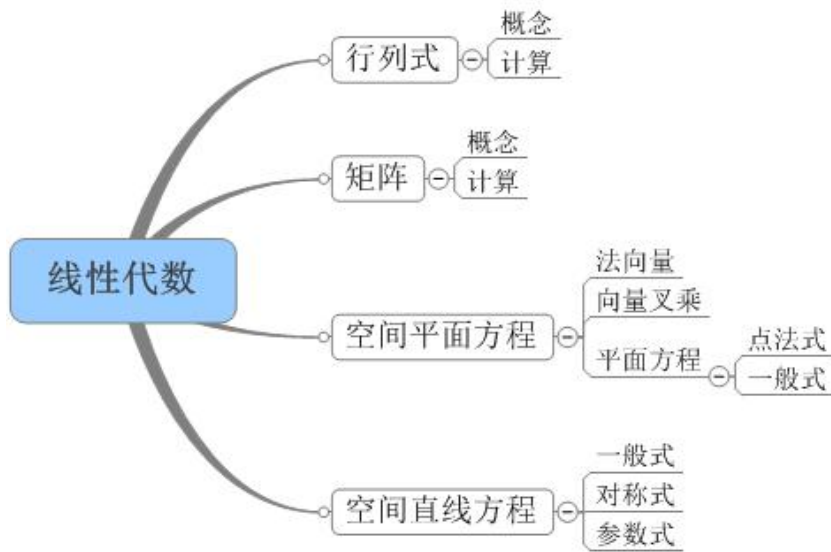 线性代数
行列式
概念
计算
矩阵
概念
计算
空间平面方程
法向量
向量叉乘
平面方程
点法式
一般式
空间直线方程
一般式
对称式
参数式